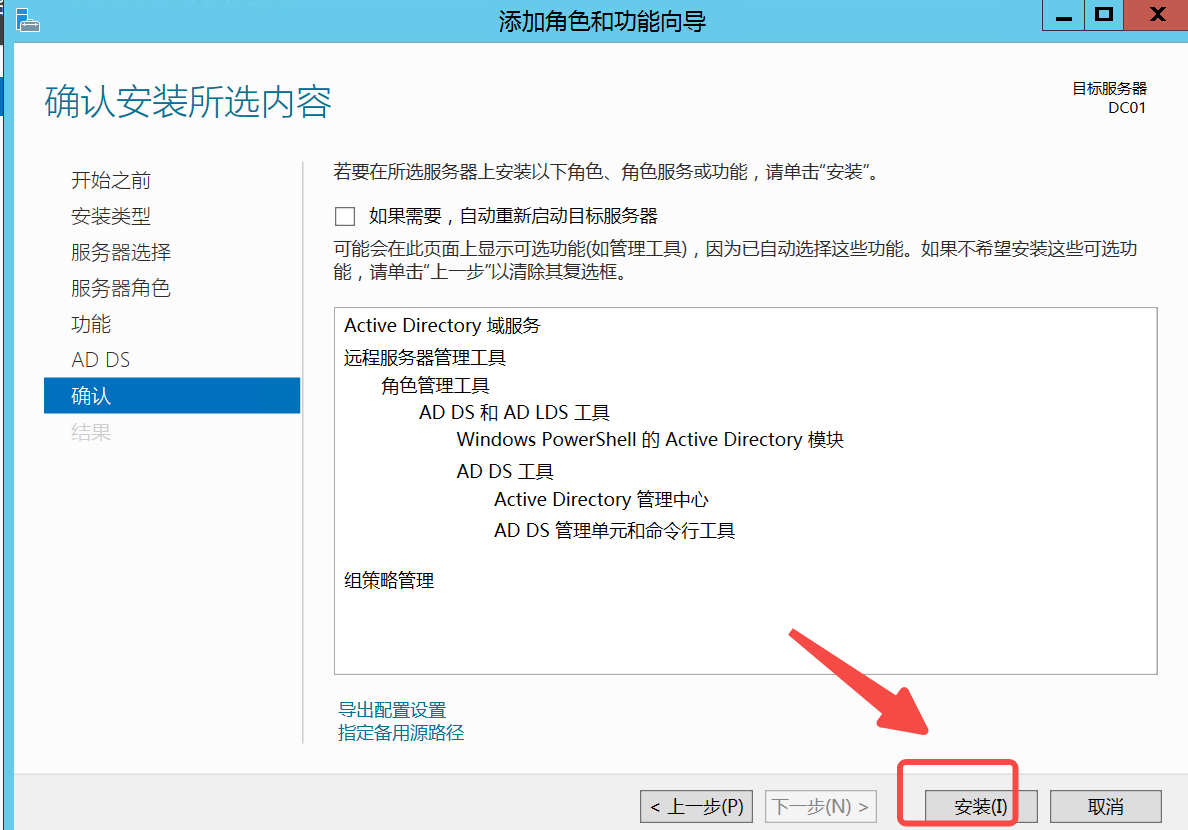 添加角色和功能向导
确认安装所选内容
目标服务器
DC01
开始之前
安装类型
服务器选择
服务器角色
功能
AD DS
确认
结果
若要在所选服务器上安装以下角色、角色服务或功能，请单击“安装”。
如果需要，自动重新启动目标服务器
可能会在此页面上显示可选功能(如管理工具)，因为已自动选择这些功能。如果不希望安装这些可选功
能，请单击“上一步”以清除其复选框。
Active Directory 域服务
远程服务器管理工具
角色管理工具
AD DS 和 AD LDS 工具
Windows PowerShell 的 Active Directory 模块
AD DS 工具
Active Directory 管理中心
AD DS 管理单元和命令行工具
组策略管理
导出配置设置
指定备用源路径
< 上一步(P)
下一步(N) >
安装(I)
取消